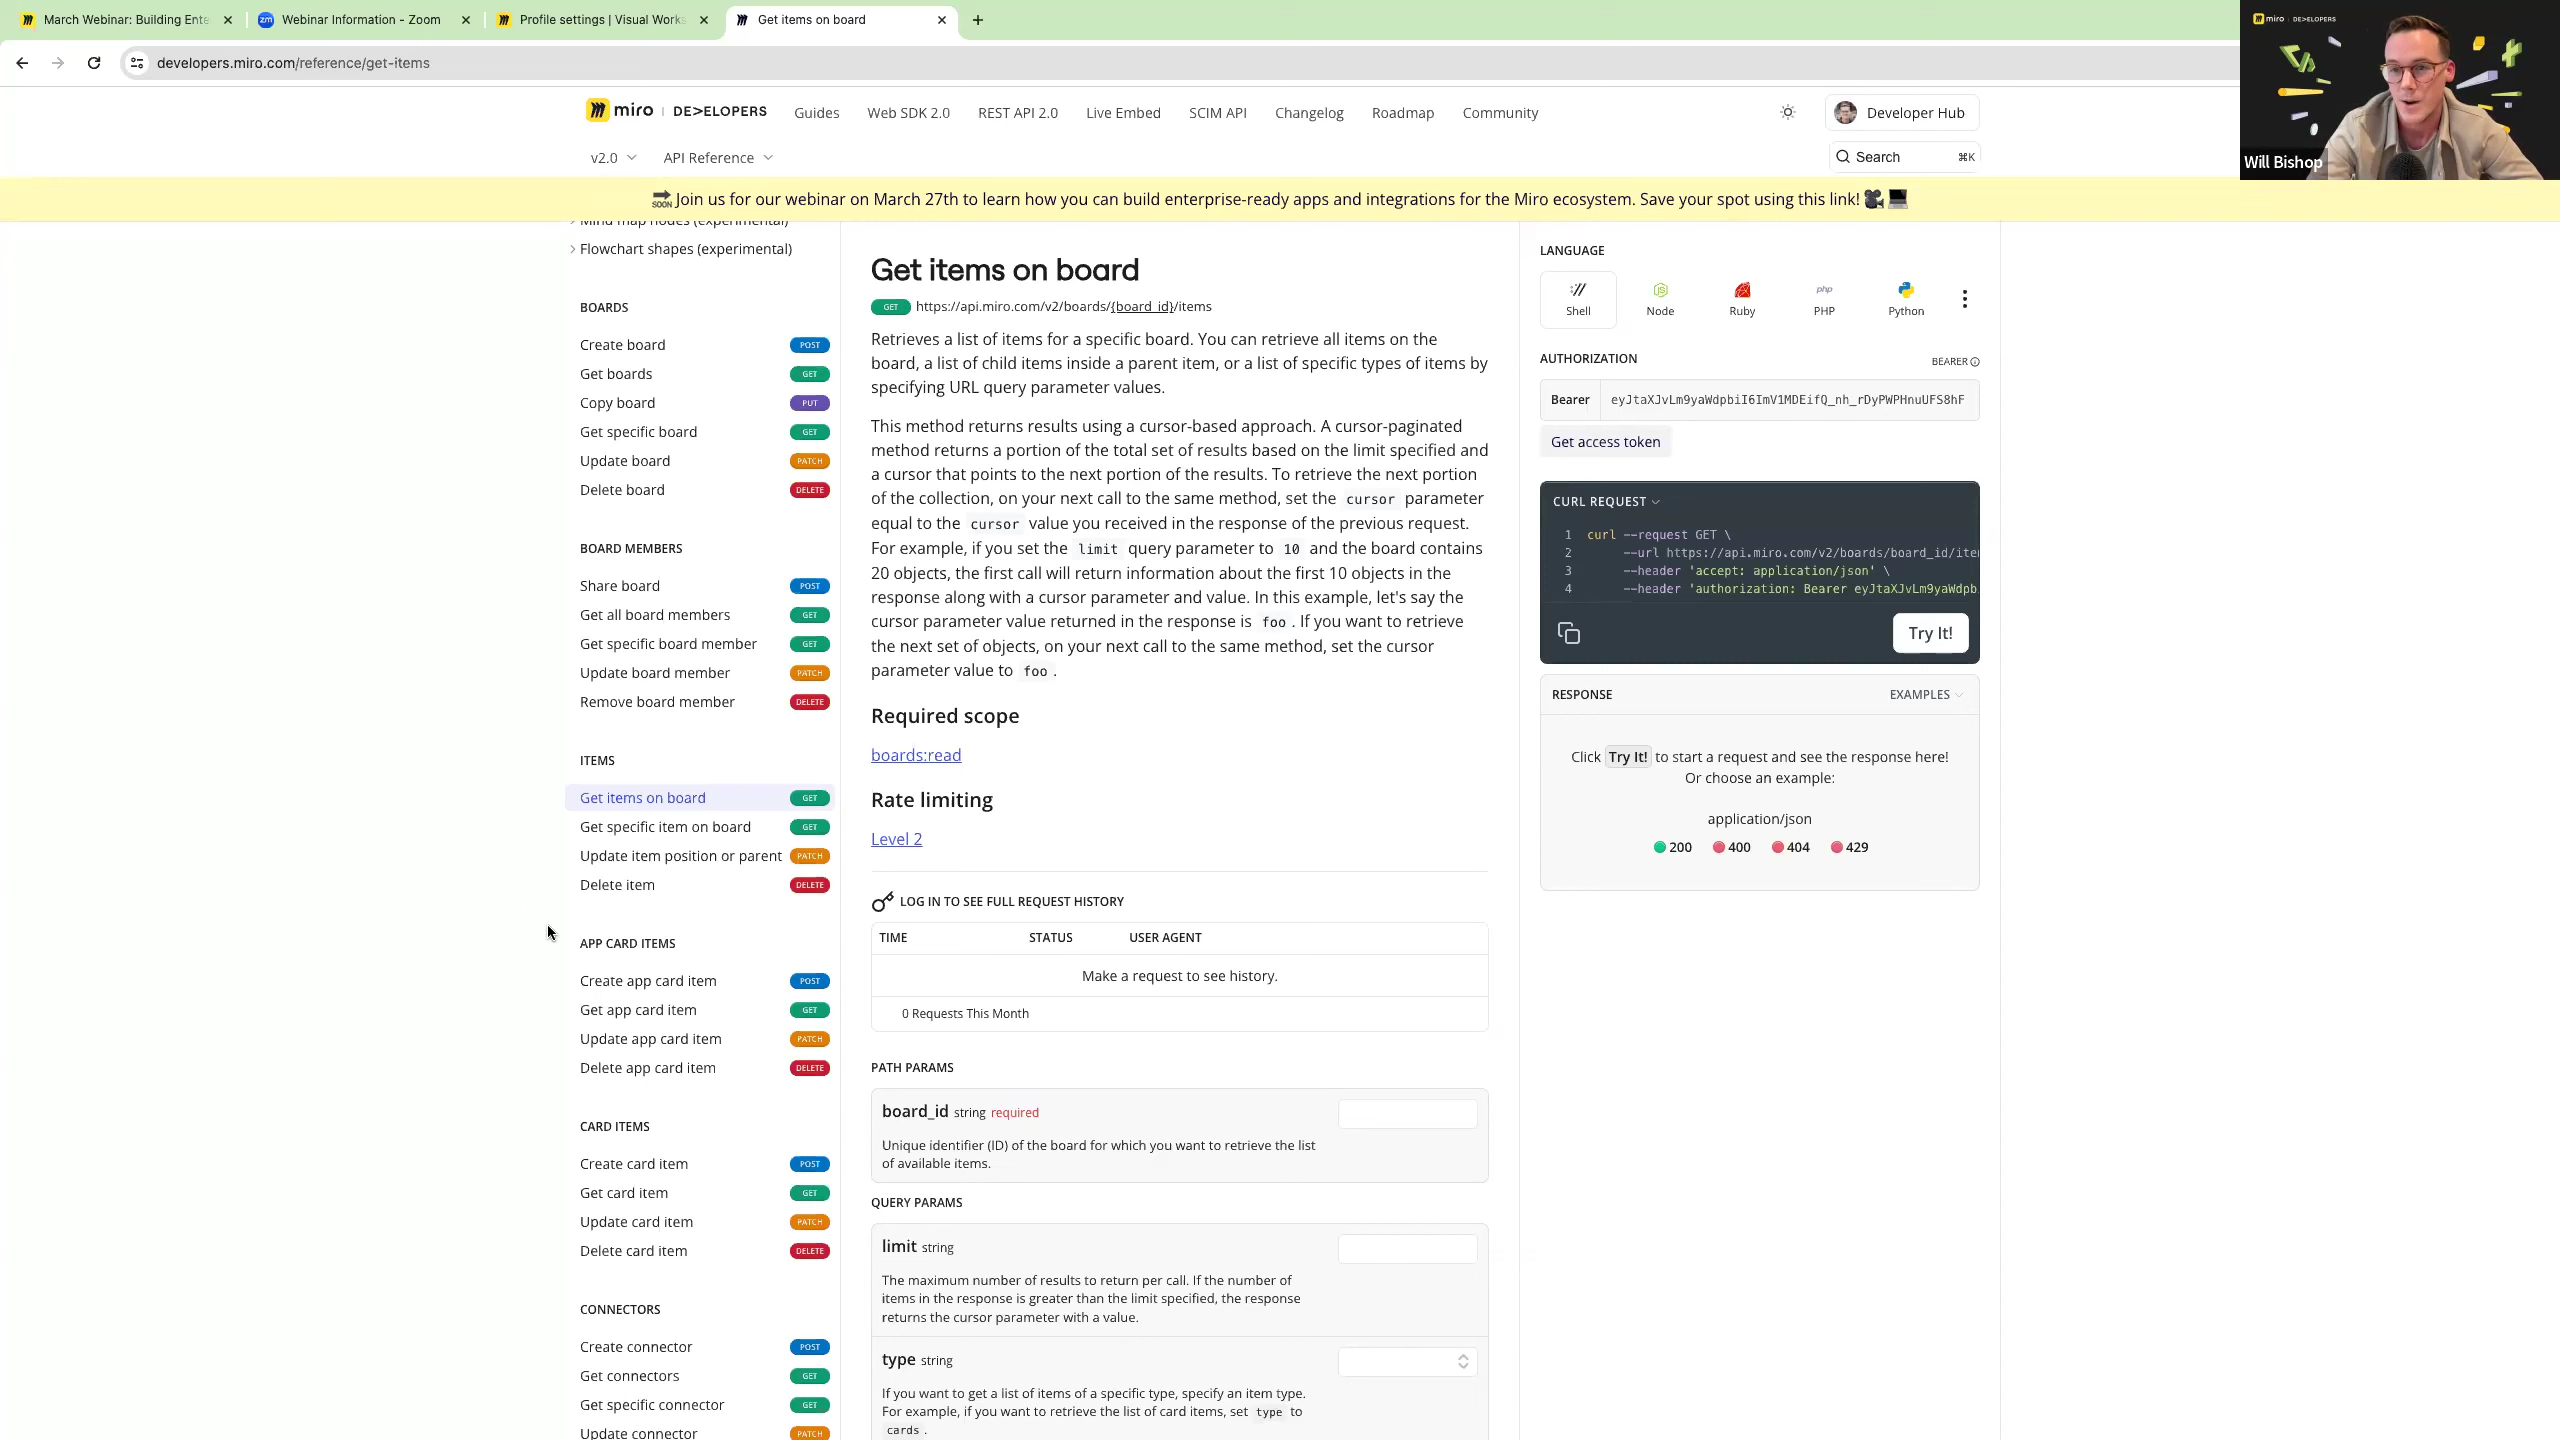 March Webinar: Building Ente
Webinar Information - Zoom
Profile settings | Visual Works
Get items on board
developers.miro.com/reference/get-items
miro | DEVELOPERS
Will Bishop
miro | DE>ELOPERS
Guides
Web SDK 2.0
REST API 2.0
Live Embed
SCIM API
Changelog
Roadmap
Community
Developer Hub
v2.0
API Reference
Search
⌘K
SOON Join us for our webinar on March 27th to learn how you can build enterprise-ready apps and integrations for the Miro ecosystem. Save your spot using this link!
Mind map nodes (experimental)
Flowchart shapes (experimental)
BOARDS
Create board POST
Get boards GET
Copy board PUT
Get specific board GET
Update board PATCH
Delete board DELETE
BOARD MEMBERS
Share board POST
Get all board members GET
Get specific board member GET
Update board member PATCH
Remove board member DELETE
ITEMS
Get items on board GET
Get specific item on board GET
Update item position or parent PATCH
Delete item DELETE
APP CARD ITEMS
Create app card item POST
Get app card item GET
Update app card item PATCH
Delete app card item DELETE
CARD ITEMS
Create card item POST
Get card item GET
Update card item PATCH
Delete card item DELETE
CONNECTORS
Create connector POST
Get connectors GET
Get specific connector GET
Update connector PATCH
Get items on board
GET https://api.miro.com/v2/boards/{board_id}/items
Retrieves a list of items for a specific board. You can retrieve all items on the
board, a list of child items inside a parent item, or a list of specific types of items by
specifying URL query parameter values.
This method returns results using a cursor-based approach. A cursor-paginated
method returns a portion of the total set of results based on the limit specified and
a cursor that points to the next portion of the results. To retrieve the next portion
of the collection, on your next call to the same method, set the cursor parameter
equal to the cursor value you received in the response of the previous request.
For example, if you set the limit query parameter to 10 and the board contains
20 objects, the first call will return information about the first 10 objects in the
response along with a cursor parameter and value. In this example, let's say the
cursor parameter value returned in the response is foo . If you want to retrieve
the next set of objects, on your next call to the same method, set the cursor
parameter value to foo .
Required scope
boards:read
Rate limiting
Level 2
LOG IN TO SEE FULL REQUEST HISTORY
TIME STATUS USER AGENT
Make a request to see history.
0 Requests This Month
PATH PARAMS
board_id string required
Unique identifier (ID) of the board for which you want to retrieve the list
of available items.
QUERY PARAMS
limit string
The maximum number of results to return per call. If the number of
items in the response is greater than the limit specified, the response
returns the cursor parameter with a value.
type string
If you want to get a list of items of a specific type, specify an item type.
For example, if you want to retrieve the list of card items, set type to
cards .
LANGUAGE
Shell
Node
Ruby
php
PHP
Python
AUTHORIZATION BEARER
Bearer eyJtaXJvLm9yaWdpbiI6ImV1MDEifQ_nh_rDyPWPHnuUFS8hF
Get access token
CURL REQUEST
1 curl --request GET \
2 --url https://api.miro.com/v2/boards/board_id/ite
3 --header 'accept: application/json' \
4 --header 'authorization: Bearer eyJtaXJvLm9yaWdpb
Try It!
RESPONSE EXAMPLES
Click Try It! to start a request and see the response here!
Or choose an example:
application/json
200 400 404 429